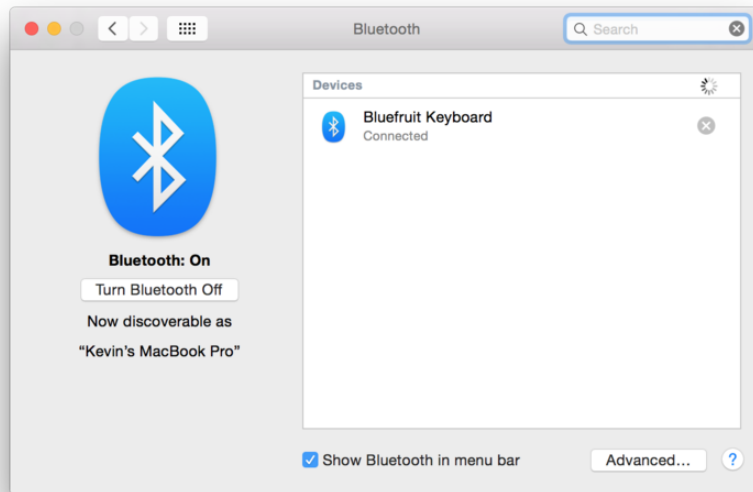 Bluetooth
Search
Devices
Bluefruit Keyboard
Connected
Bluetooth: On
Turn Bluetooth Off
Now discoverable as
“Kevin’s MacBook Pro”
Show Bluetooth in menu bar
Advanced...
?